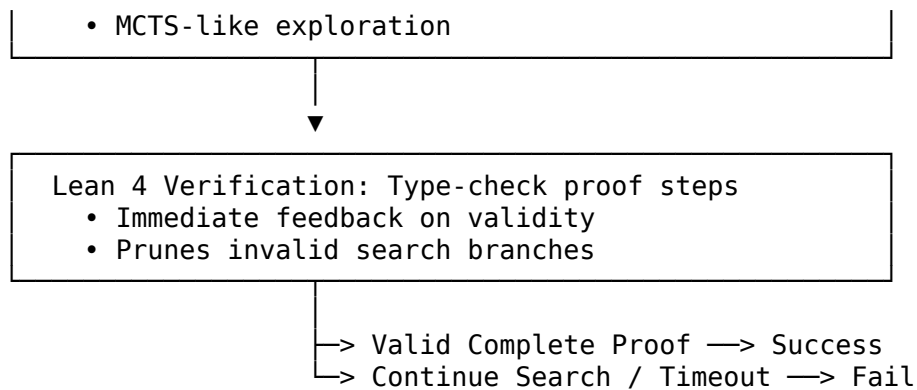 • MCTS-like exploration
Lean 4 Verification: Type-check proof steps
• Immediate feedback on validity
• Prunes invalid search branches
─> Valid Complete Proof ──> Success
─> Continue Search / Timeout ──> Fail